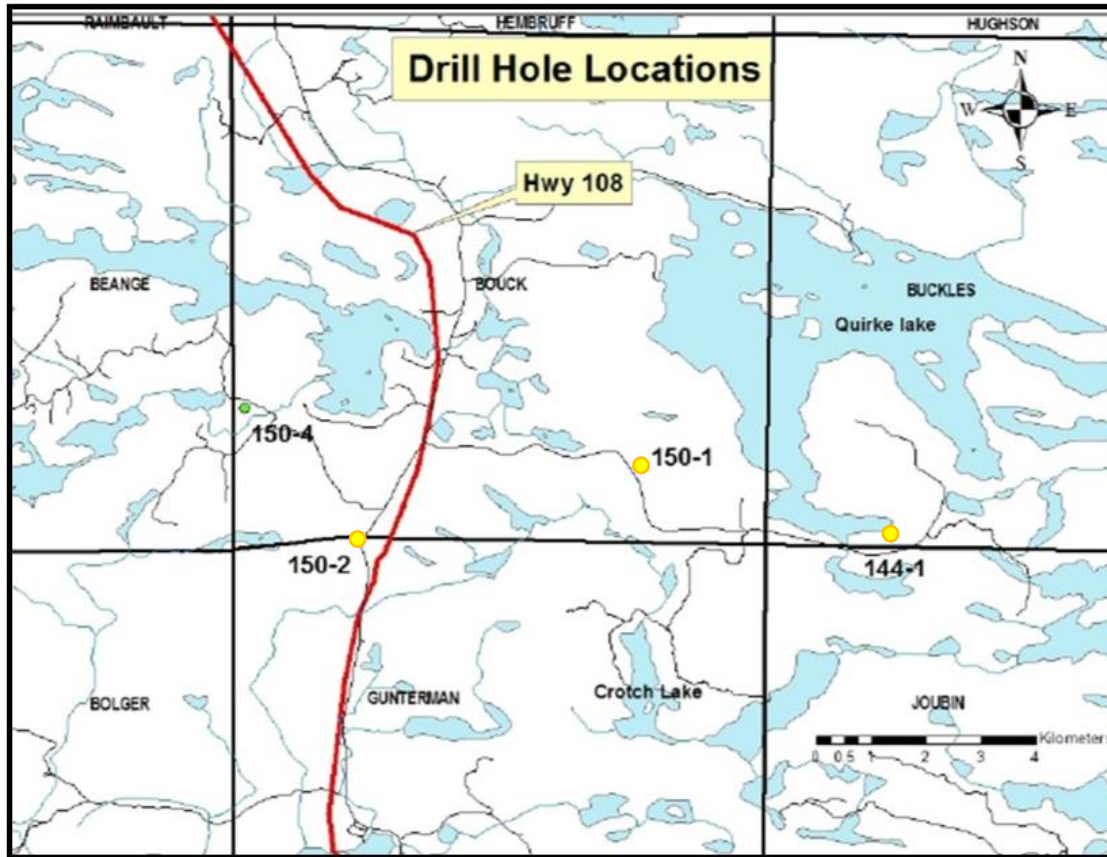 RAIMBAULT
HEMBRUFF
HUGHSON
Drill Hole Locations
N
W
E
S
Hwy 108
BEANGE
BOUCK
BUCKLES
Quirke lake
150-4
150-1
150-2
144-1
BOLGER
GUNTERMAN
Crotch Lake
JOUBIN
Kilometers
0 0.5 1 2 3 4